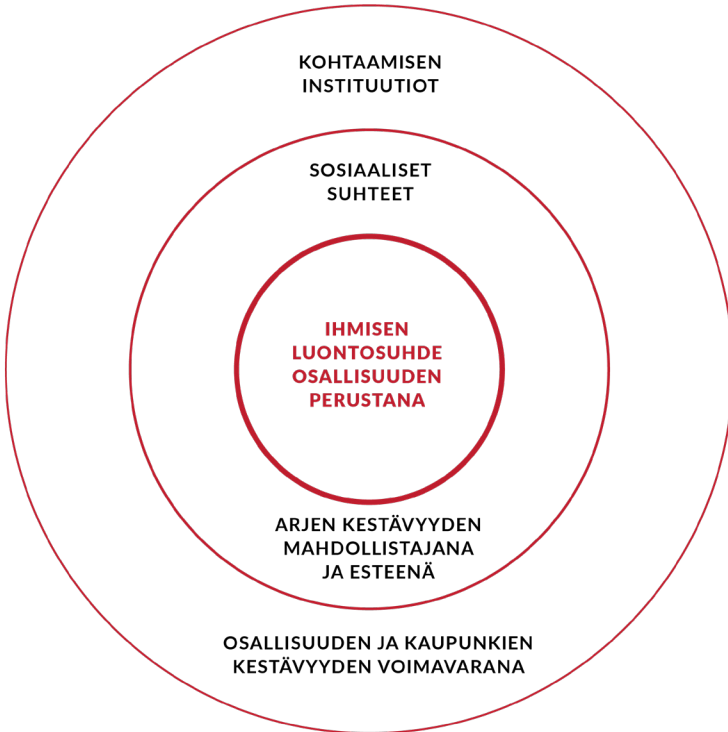 KOHTAAMISEN
INSTITUUTIOT
SOSIAALISET
SUHTEET
IHMISEN
LUONTOSUHDE
OSALLISUUDEN
PERUSTANA
ARJEN KESTÄVYYDEN
MAHDOLLISTAJANA
JA ESTEENÄ
OSALLISUUDEN JA KAUPUNKIEN
KESTÄVYYDEN VOIMAVARANA